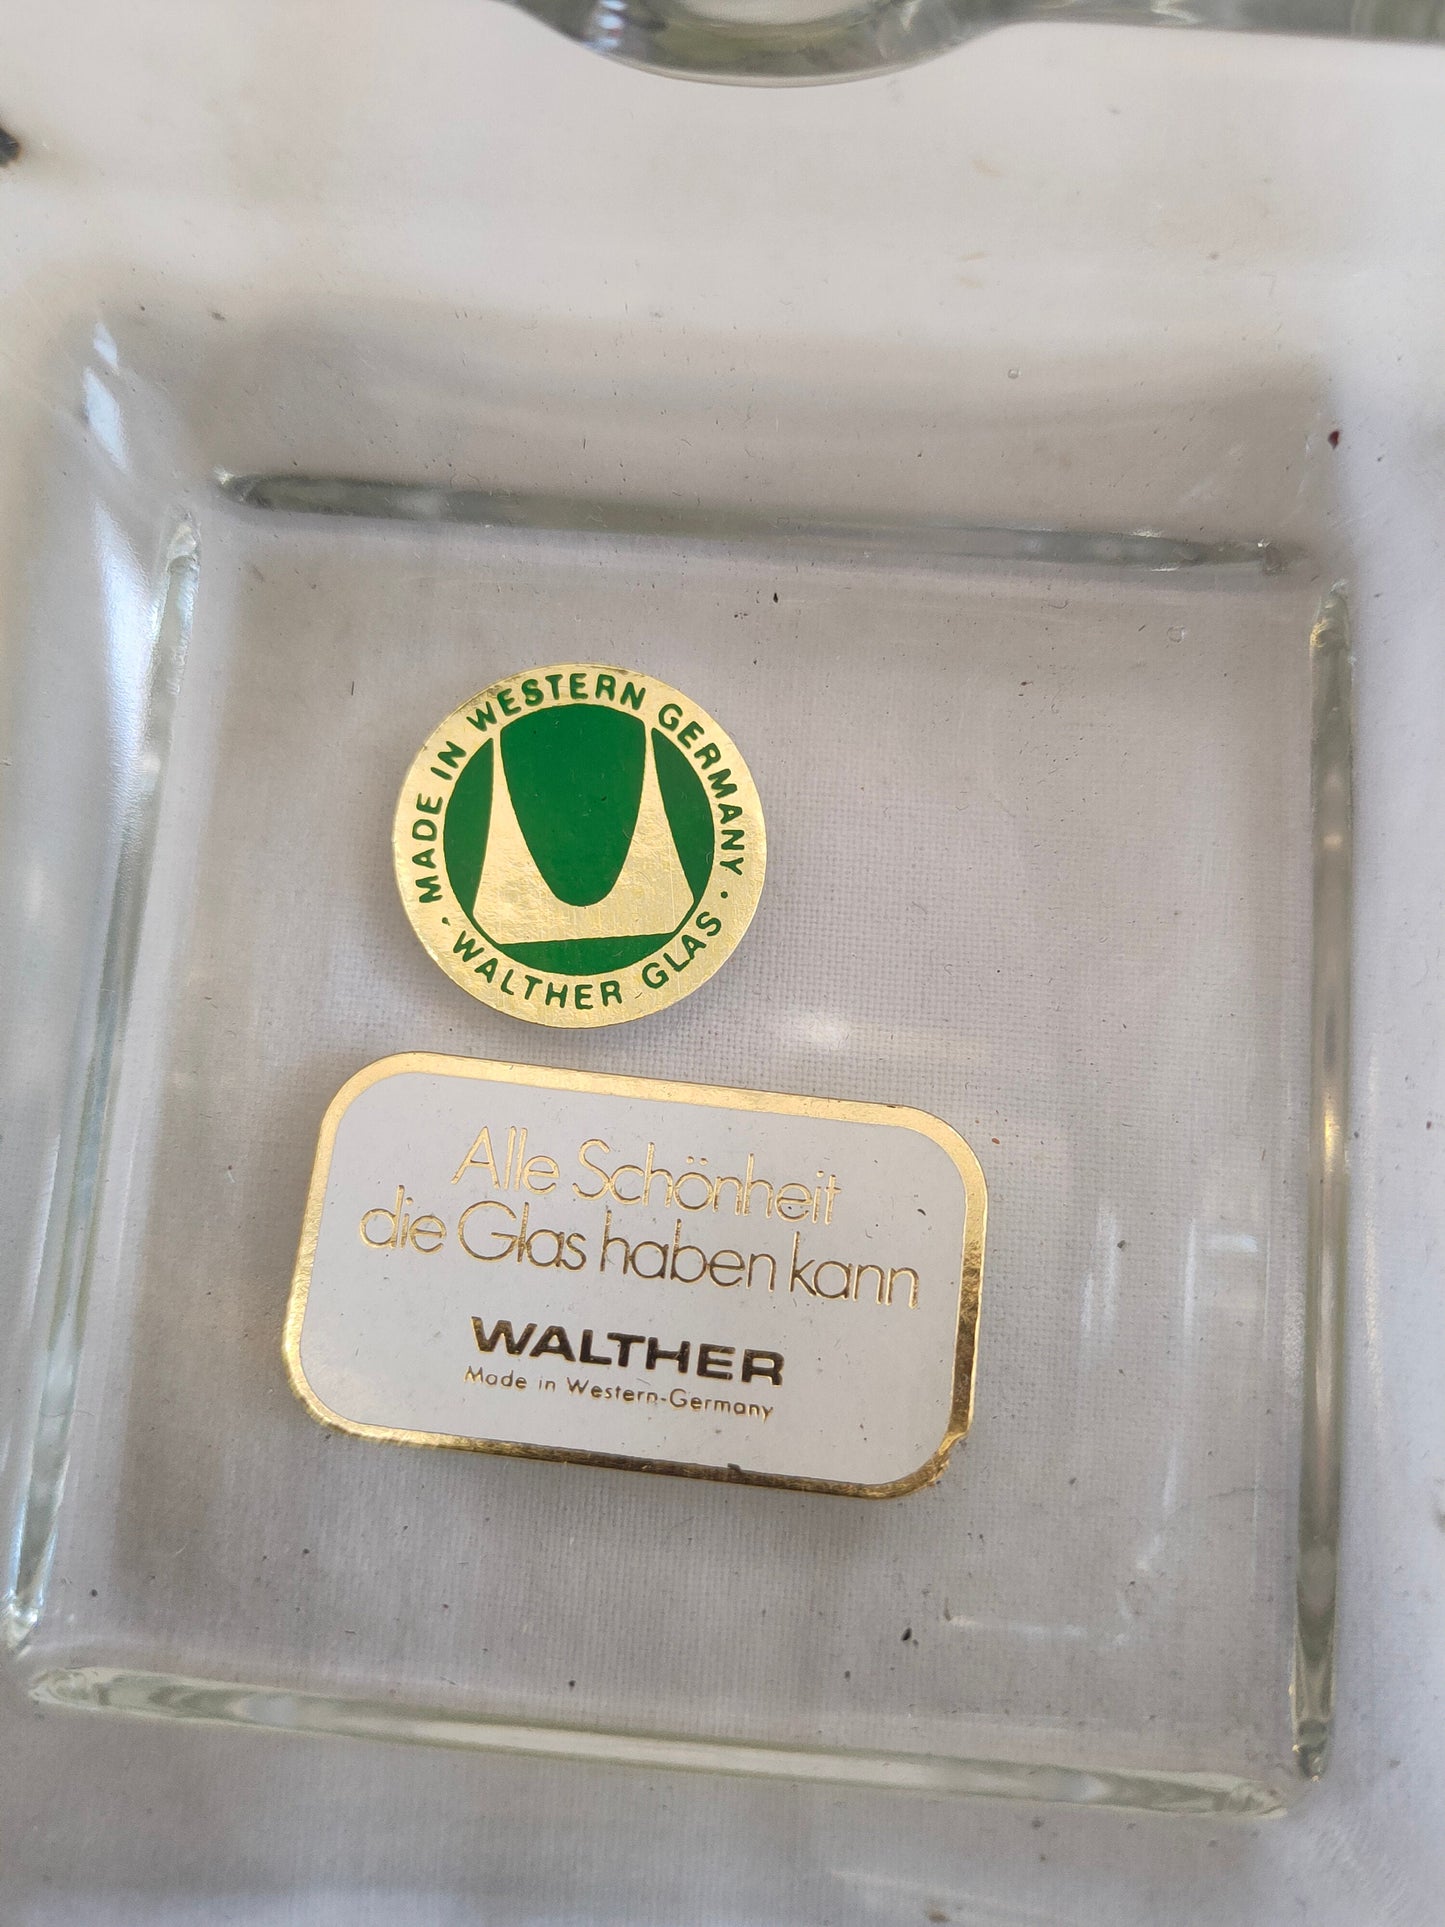 MADE IN WESTERN GERMANY
· WALTHER GLAS ·
Alle Schönheit
die Glas haben kann
WALTHER
Made in Western-Germany